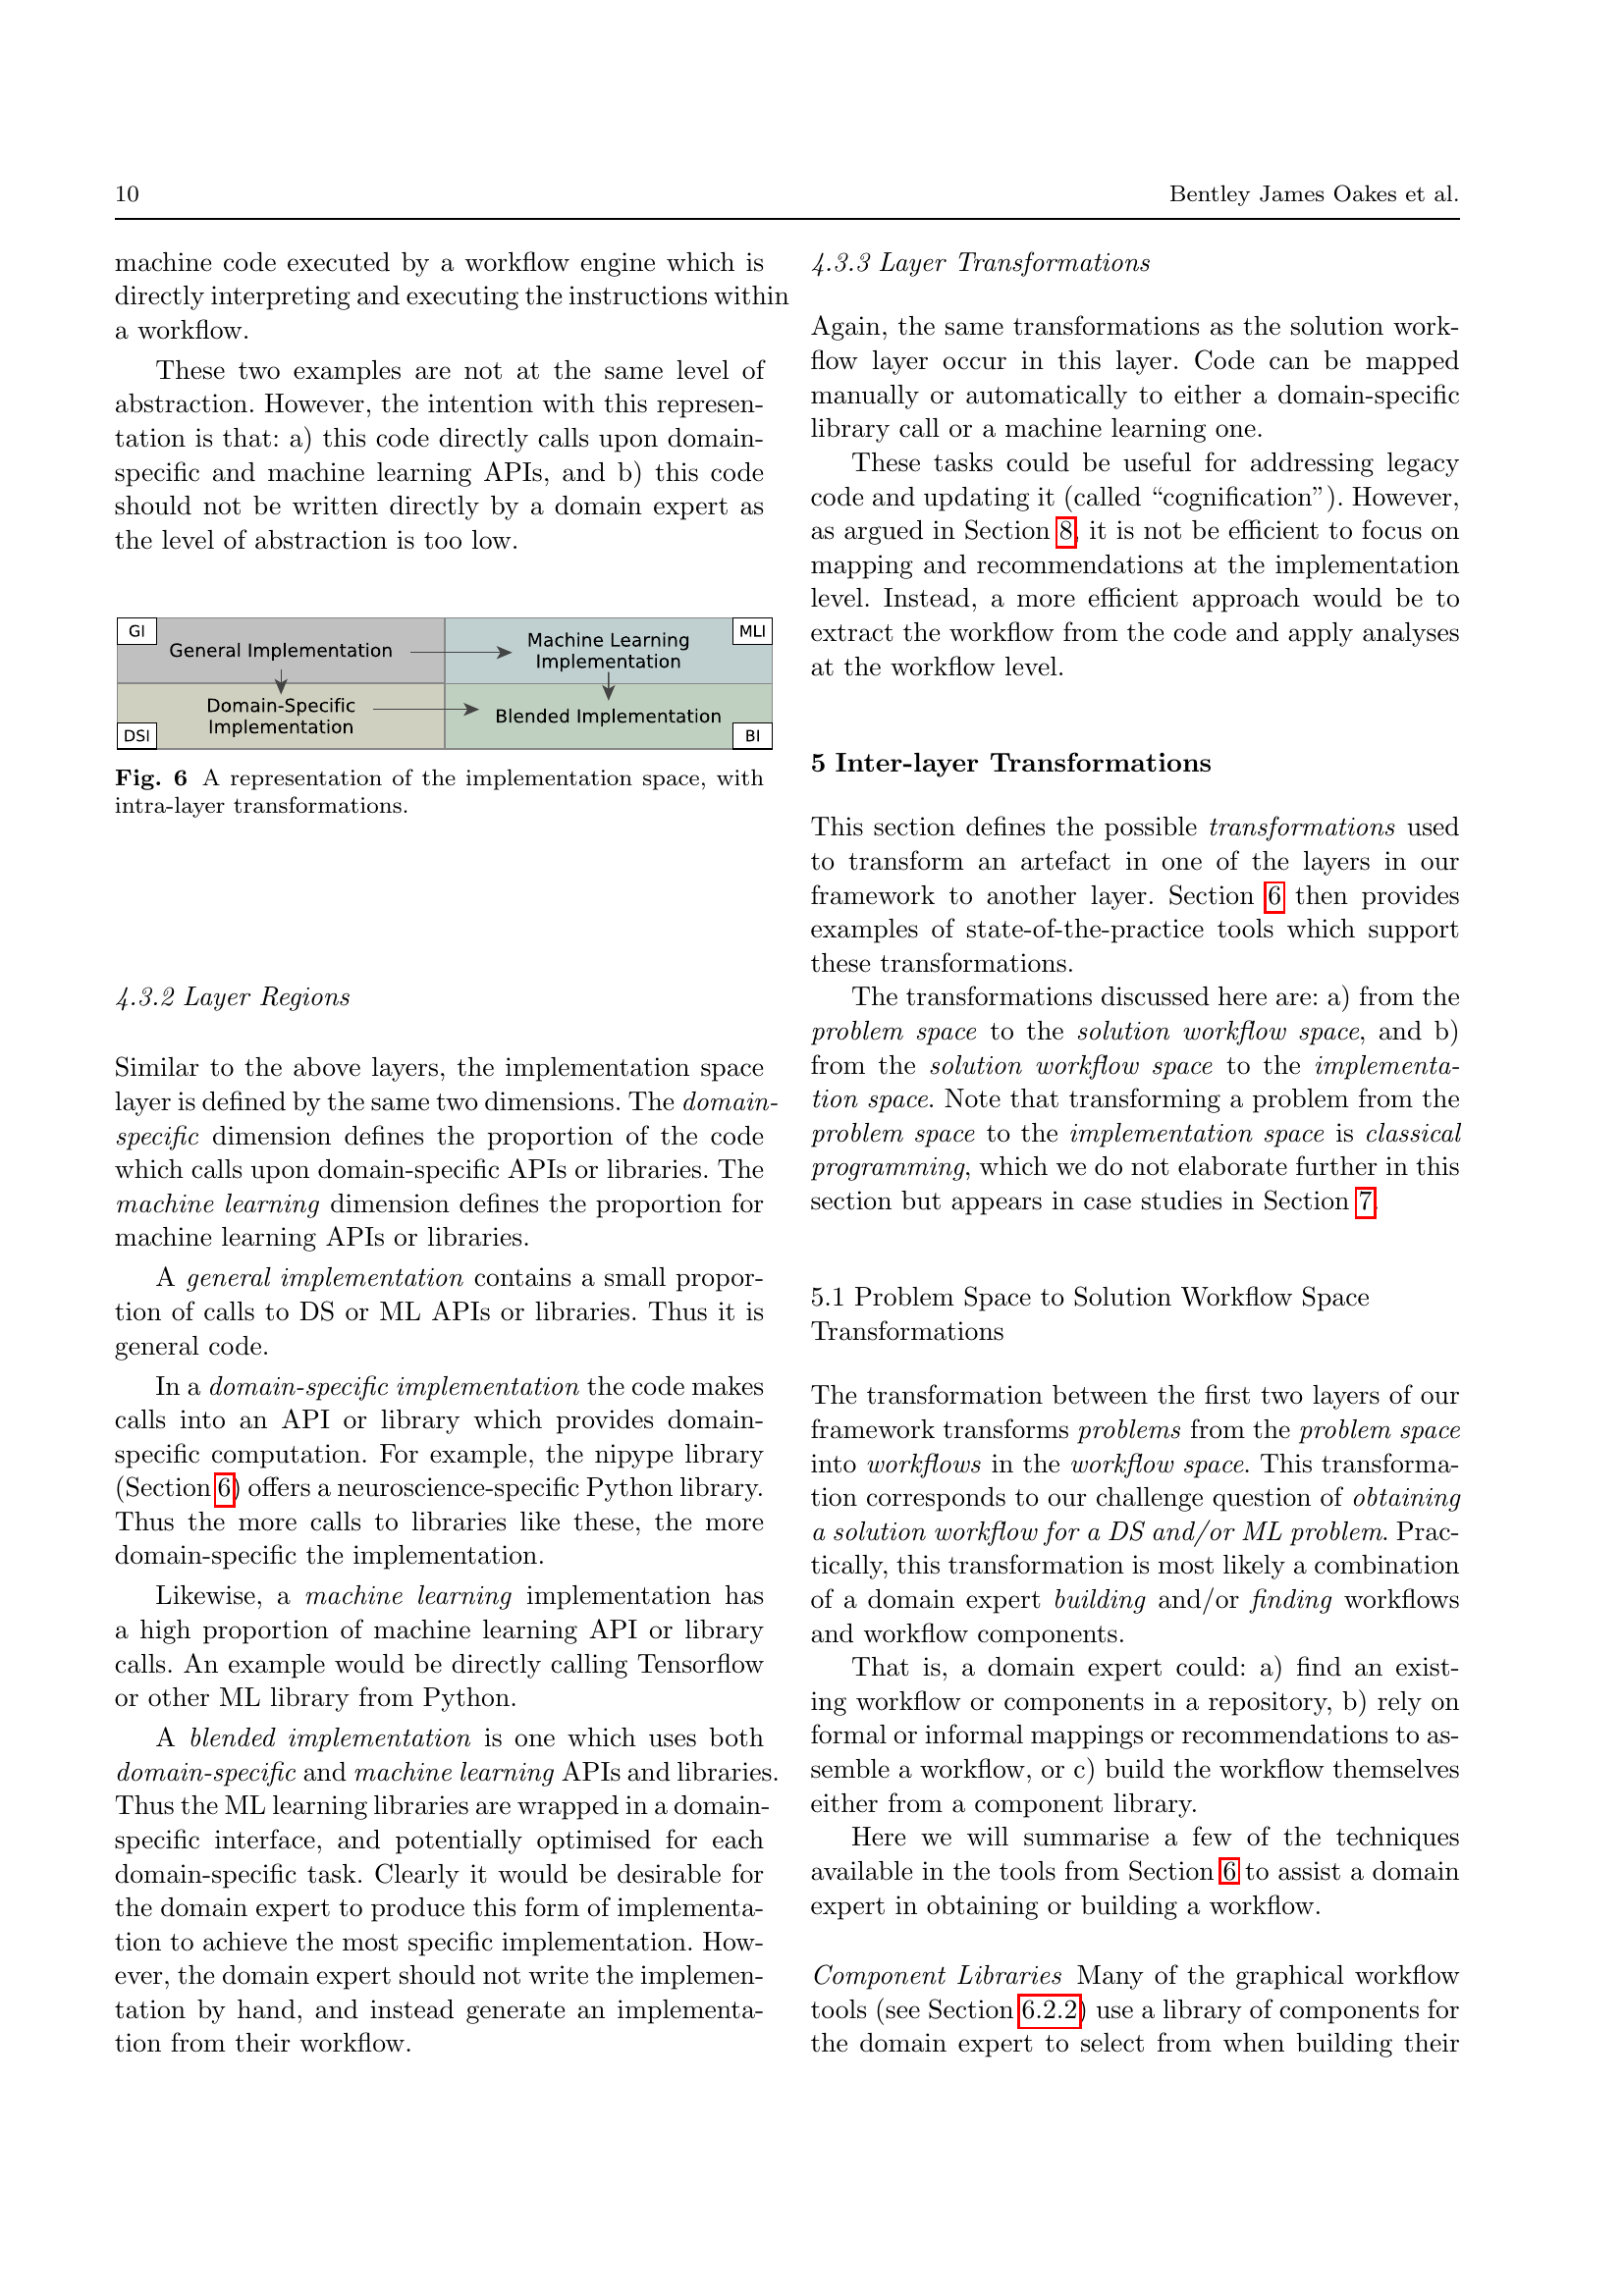 10
Bentley James Oakes et al.
machine code executed by a workflow engine which is
directly interpreting and executing the instructions within
a workflow.
These two examples are not at the same level of
abstraction. However, the intention with this represen-
tation is that: a) this code directly calls upon domain-
specific and machine learning APIs, and b) this code
should not be written directly by a domain expert as
the level of abstraction is too low.
GI
General Implementation
Machine Learning
Implementation
MLI
Domain-Specific
Implementation
DSI
Blended Implementation
BI
Fig. 6 A representation of the implementation space, with
intra-layer transformations.
4.3.2 Layer Regions
Similar to the above layers, the implementation space
layer is defined by the same two dimensions. The domain-
specific dimension defines the proportion of the code
which calls upon domain-specific APIs or libraries. The
machine learning dimension defines the proportion for
machine learning APIs or libraries.
A general implementation contains a small propor-
tion of calls to DS or ML APIs or libraries. Thus it is
general code.
In a domain-specific implementation the code makes
calls into an API or library which provides domain-
specific computation. For example, the nipype library
(Section 6) offers a neuroscience-specific Python library.
Thus the more calls to libraries like these, the more
domain-specific the implementation.
Likewise, a machine learning implementation has
a high proportion of machine learning API or library
calls. An example would be directly calling Tensorflow
or other ML library from Python.
A blended implementation is one which uses both
domain-specific and machine learning APIs and libraries.
Thus the ML learning libraries are wrapped in a domain-
specific interface, and potentially optimised for each
domain-specific task. Clearly it would be desirable for
the domain expert to produce this form of implementa-
tion to achieve the most specific implementation. How-
ever, the domain expert should not write the implemen-
tation by hand, and instead generate an implementa-
tion from their workflow.
4.3.3 Layer Transformations
Again, the same transformations as the solution work-
flow layer occur in this layer. Code can be mapped
manually or automatically to either a domain-specific
library call or a machine learning one.
These tasks could be useful for addressing legacy
code and updating it (called “cognification”). However,
as argued in Section 8, it is not be efficient to focus on
mapping and recommendations at the implementation
level. Instead, a more efficient approach would be to
extract the workflow from the code and apply analyses
at the workflow level.
5 Inter-layer Transformations
This section defines the possible transformations used
to transform an artefact in one of the layers in our
framework to another layer. Section 6 then provides
examples of state-of-the-practice tools which support
these transformations.
The transformations discussed here are: a) from the
problem space to the solution workflow space, and b)
from the solution workflow space to the implementa-
tion space. Note that transforming a problem from the
problem space to the implementation space is classical
programming, which we do not elaborate further in this
section but appears in case studies in Section 7.
5.1 Problem Space to Solution Workflow Space
Transformations
The transformation between the first two layers of our
framework transforms problems from the problem space
into workflows in the workflow space. This transforma-
tion corresponds to our challenge question of obtaining
a solution workflow for a DS and/or ML problem. Prac-
tically, this transformation is most likely a combination
of a domain expert building and/or finding workflows
and workflow components.
That is, a domain expert could: a) find an exist-
ing workflow or components in a repository, b) rely on
formal or informal mappings or recommendations to as-
semble a workflow, or c) build the workflow themselves
either from a component library.
Here we will summarise a few of the techniques
available in the tools from Section 6 to assist a domain
expert in obtaining or building a workflow.
Component Libraries Many of the graphical workflow
tools (see Section 6.2.2) use a library of components for
the domain expert to select from when building their